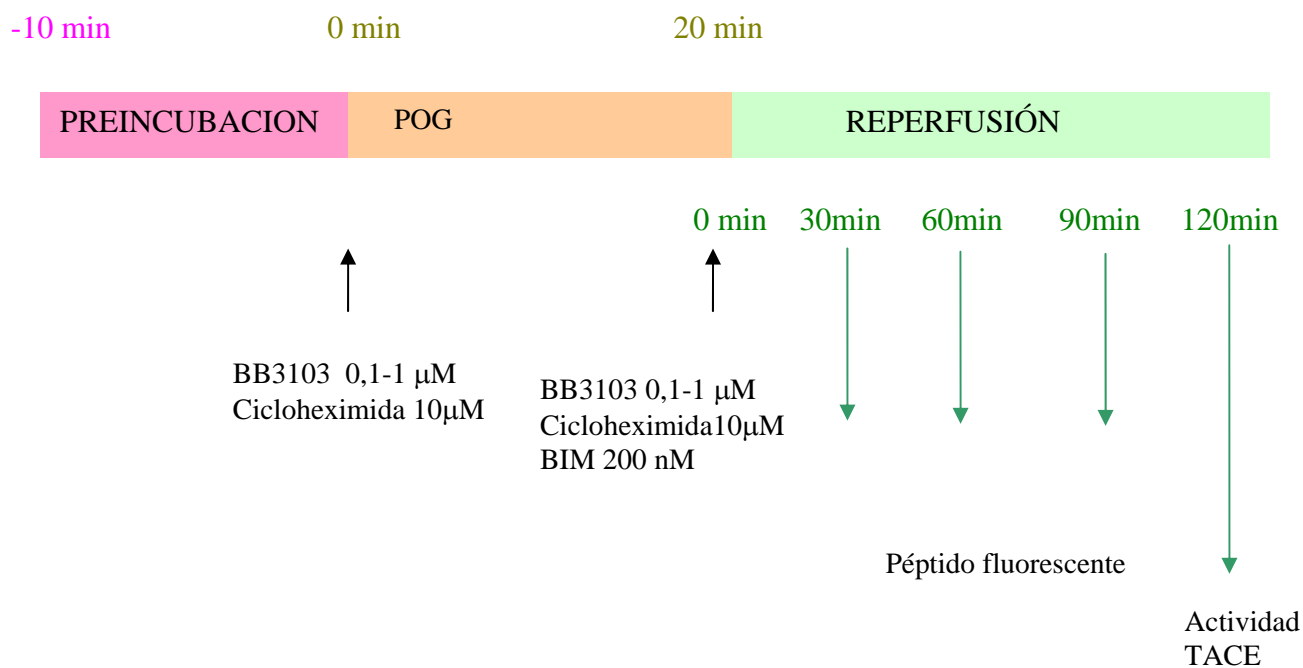 -10 min 0 min 20 min
PREINCUBACION POG REPERFUSIÓN
0 min 30min 60min 90min 120min
BB3103 0,1-1 μM
Cicloheximida 10μM
BB3103 0,1-1 μM
Cicloheximida10μM
BIM 200 nM
Péptido fluorescente
Actividad
TACE